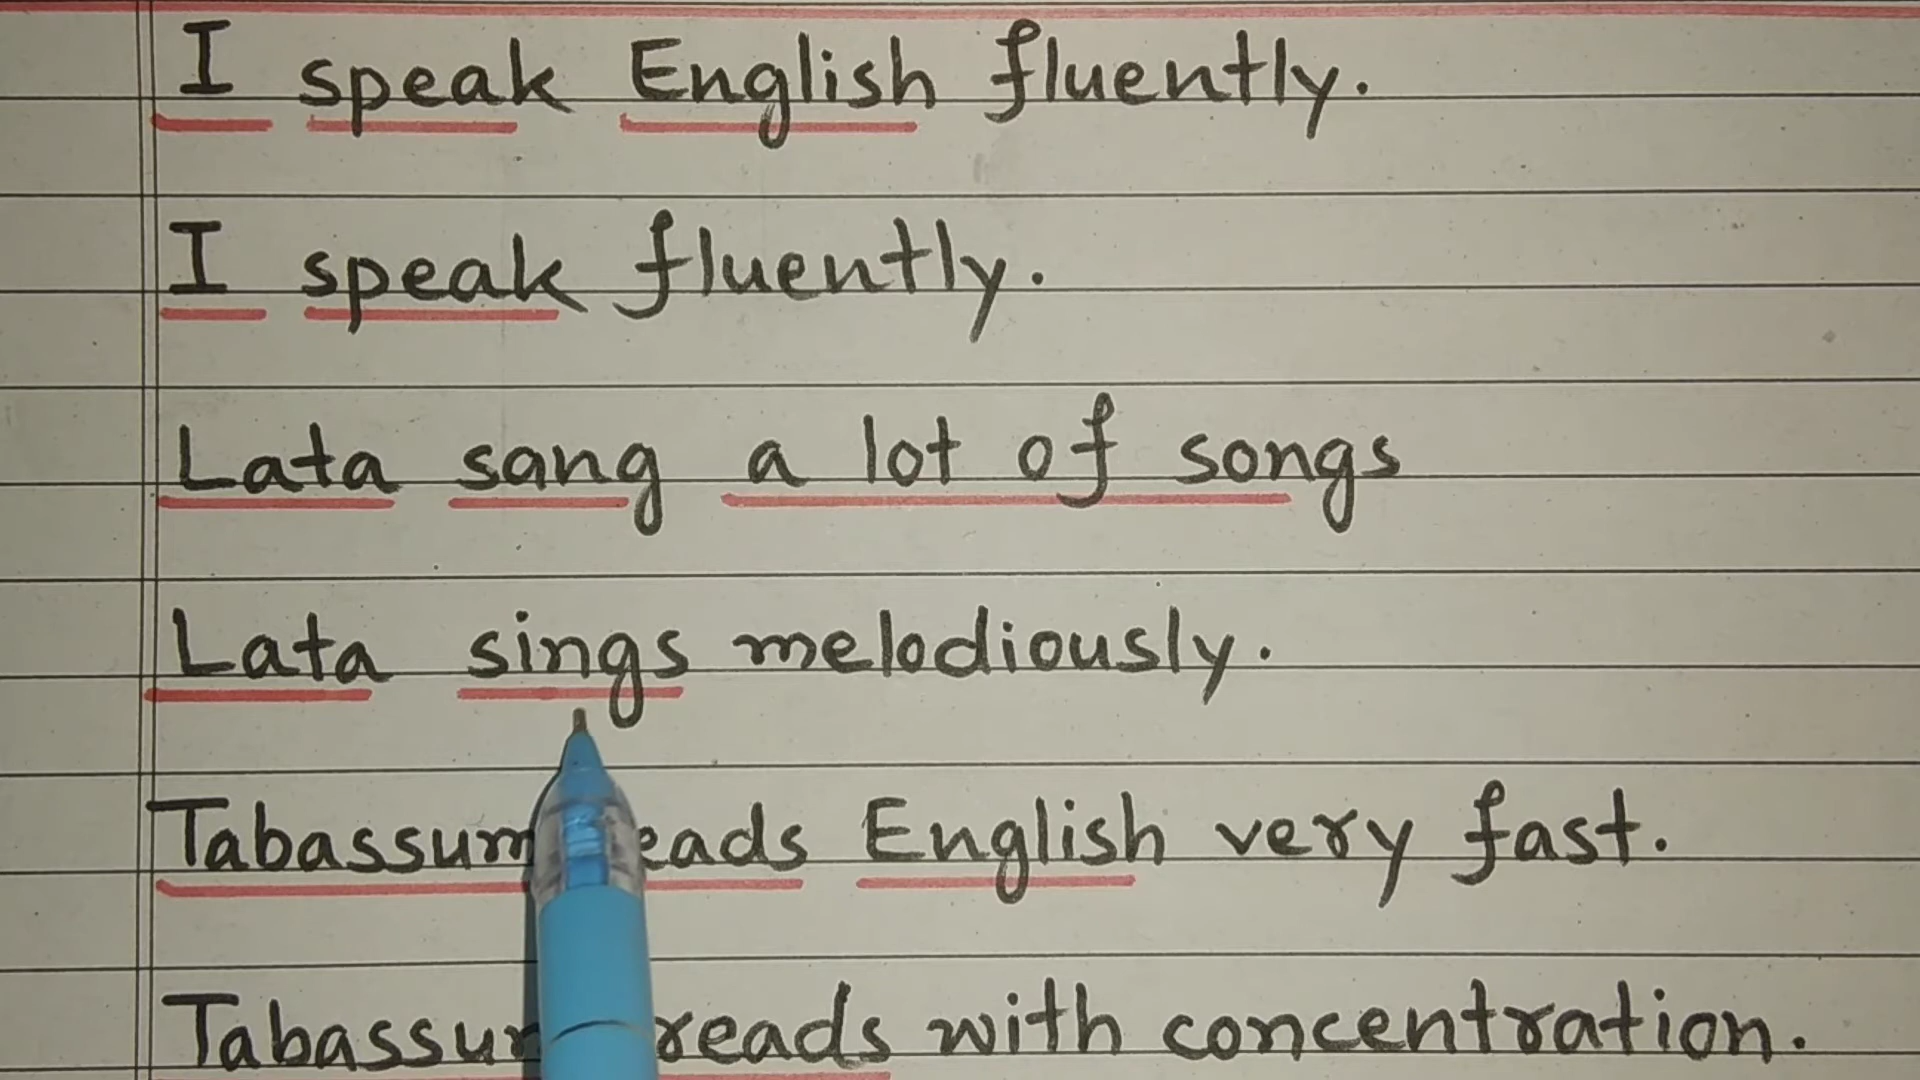 I speak English fluently.
I speak fluently.
Lata sang a lot of songs
Lata sings melodiously.
Tabassum reads English very fast.
Tabassum reads with concentration.